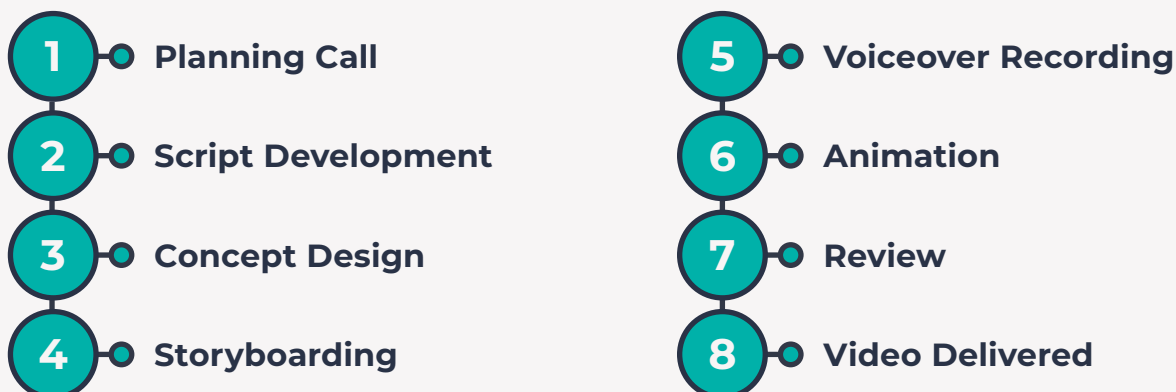 1 Planning Call
2 Script Development
3 Concept Design
4 Storyboarding
5 Voiceover Recording
6 Animation
7 Review
8 Video Delivered